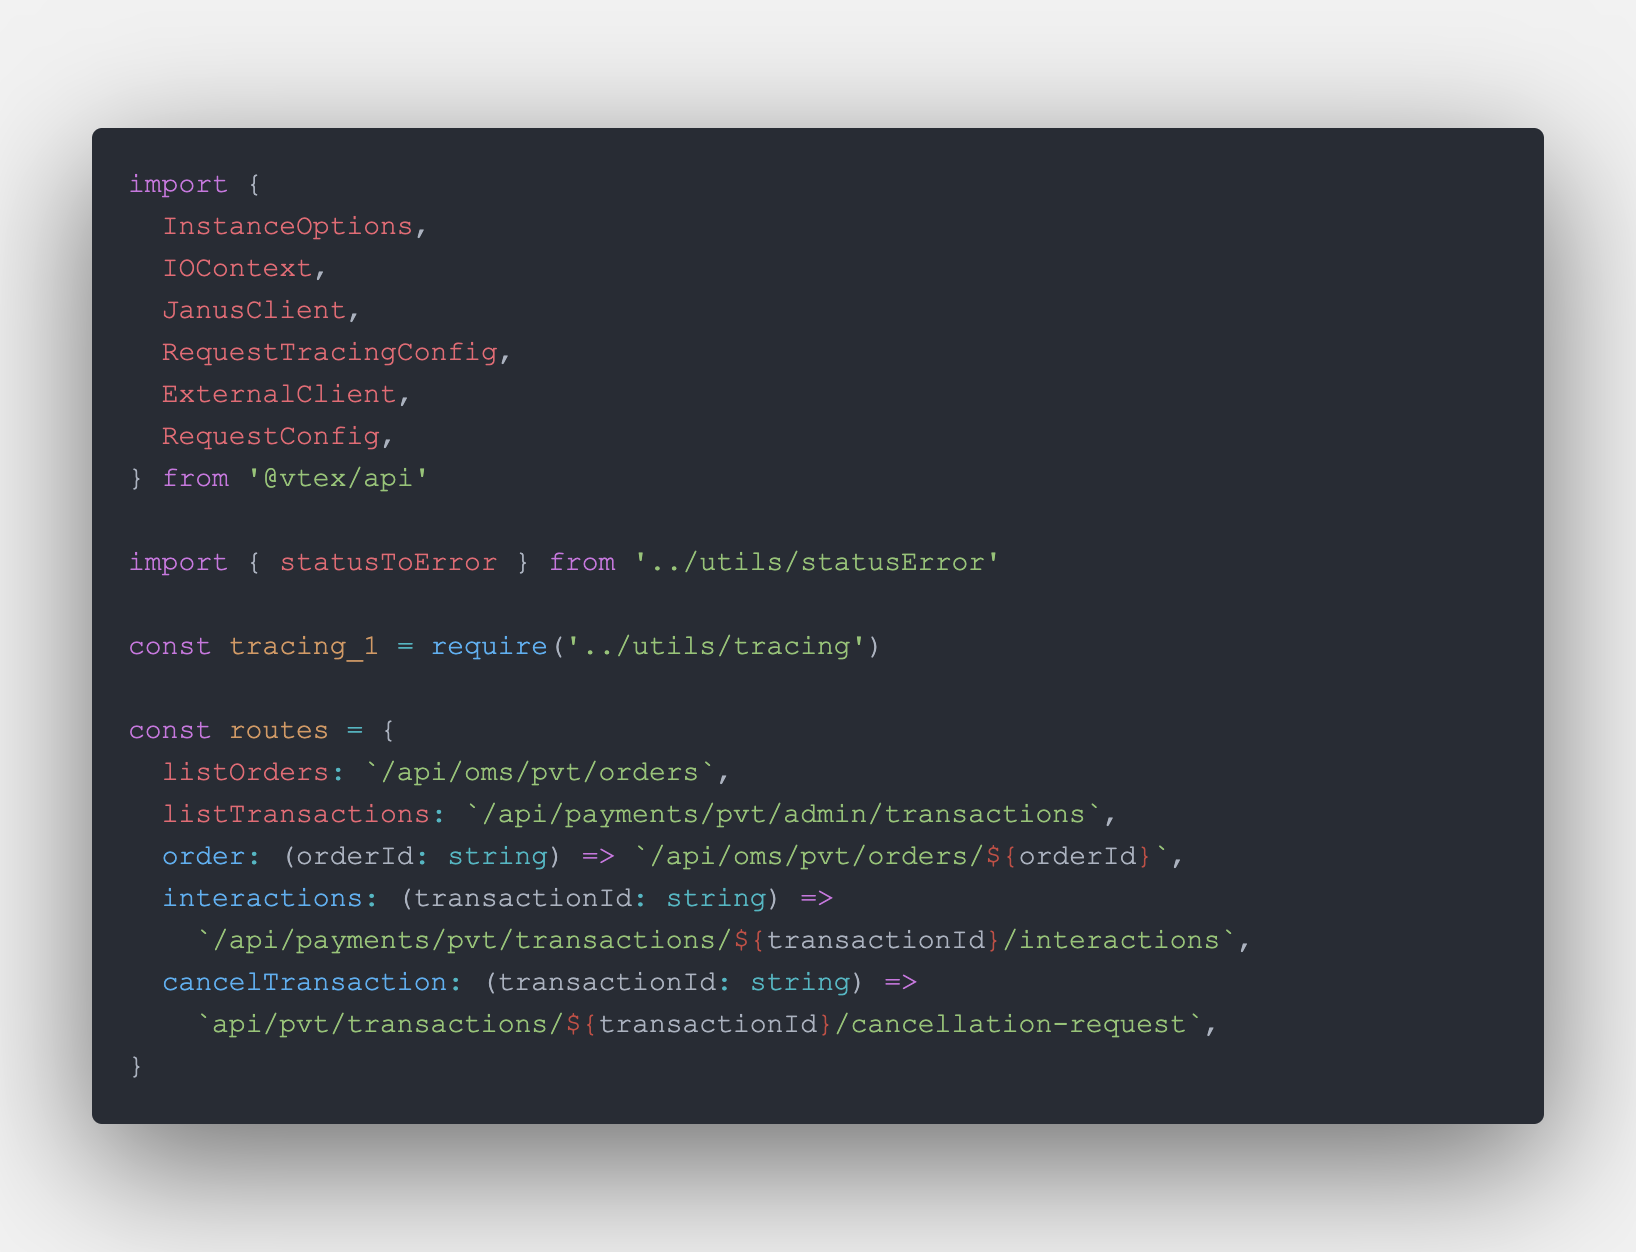 import {
  InstanceOptions,
  IOContext,
  JanusClient,
  RequestTracingConfig,
  ExternalClient,
  RequestConfig,
} from '@vtex/api'

import { statusToError } from '../utils/statusError'

const tracing_1 = require('../utils/tracing')

const routes = {
  listOrders: `/api/oms/pvt/orders`,
  listTransactions: `/api/payments/pvt/admin/transactions`,
  order: (orderId: string) => `/api/oms/pvt/orders/${orderId}`,
  interactions: (transactionId: string) =>
    `/api/payments/pvt/transactions/${transactionId}/interactions`,
  cancelTransaction: (transactionId: string) =>
    `api/pvt/transactions/${transactionId}/cancellation-request`,
}